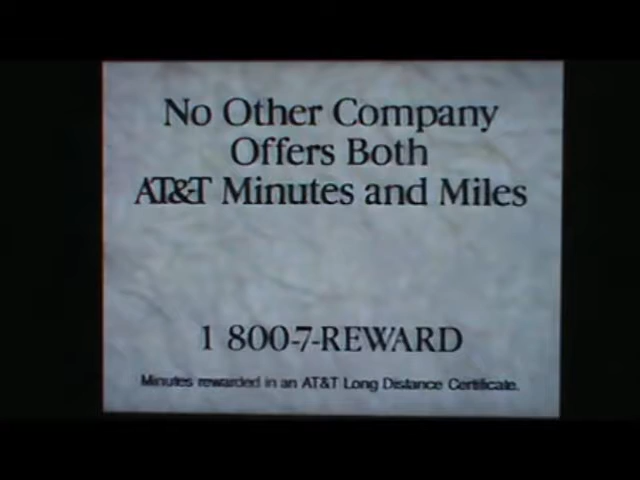 No Other Company
Offers Both
AT&T Minutes and Miles
1 800-7-REWARD
Minutes rewarded in an AT&T Long Distance Certificate.